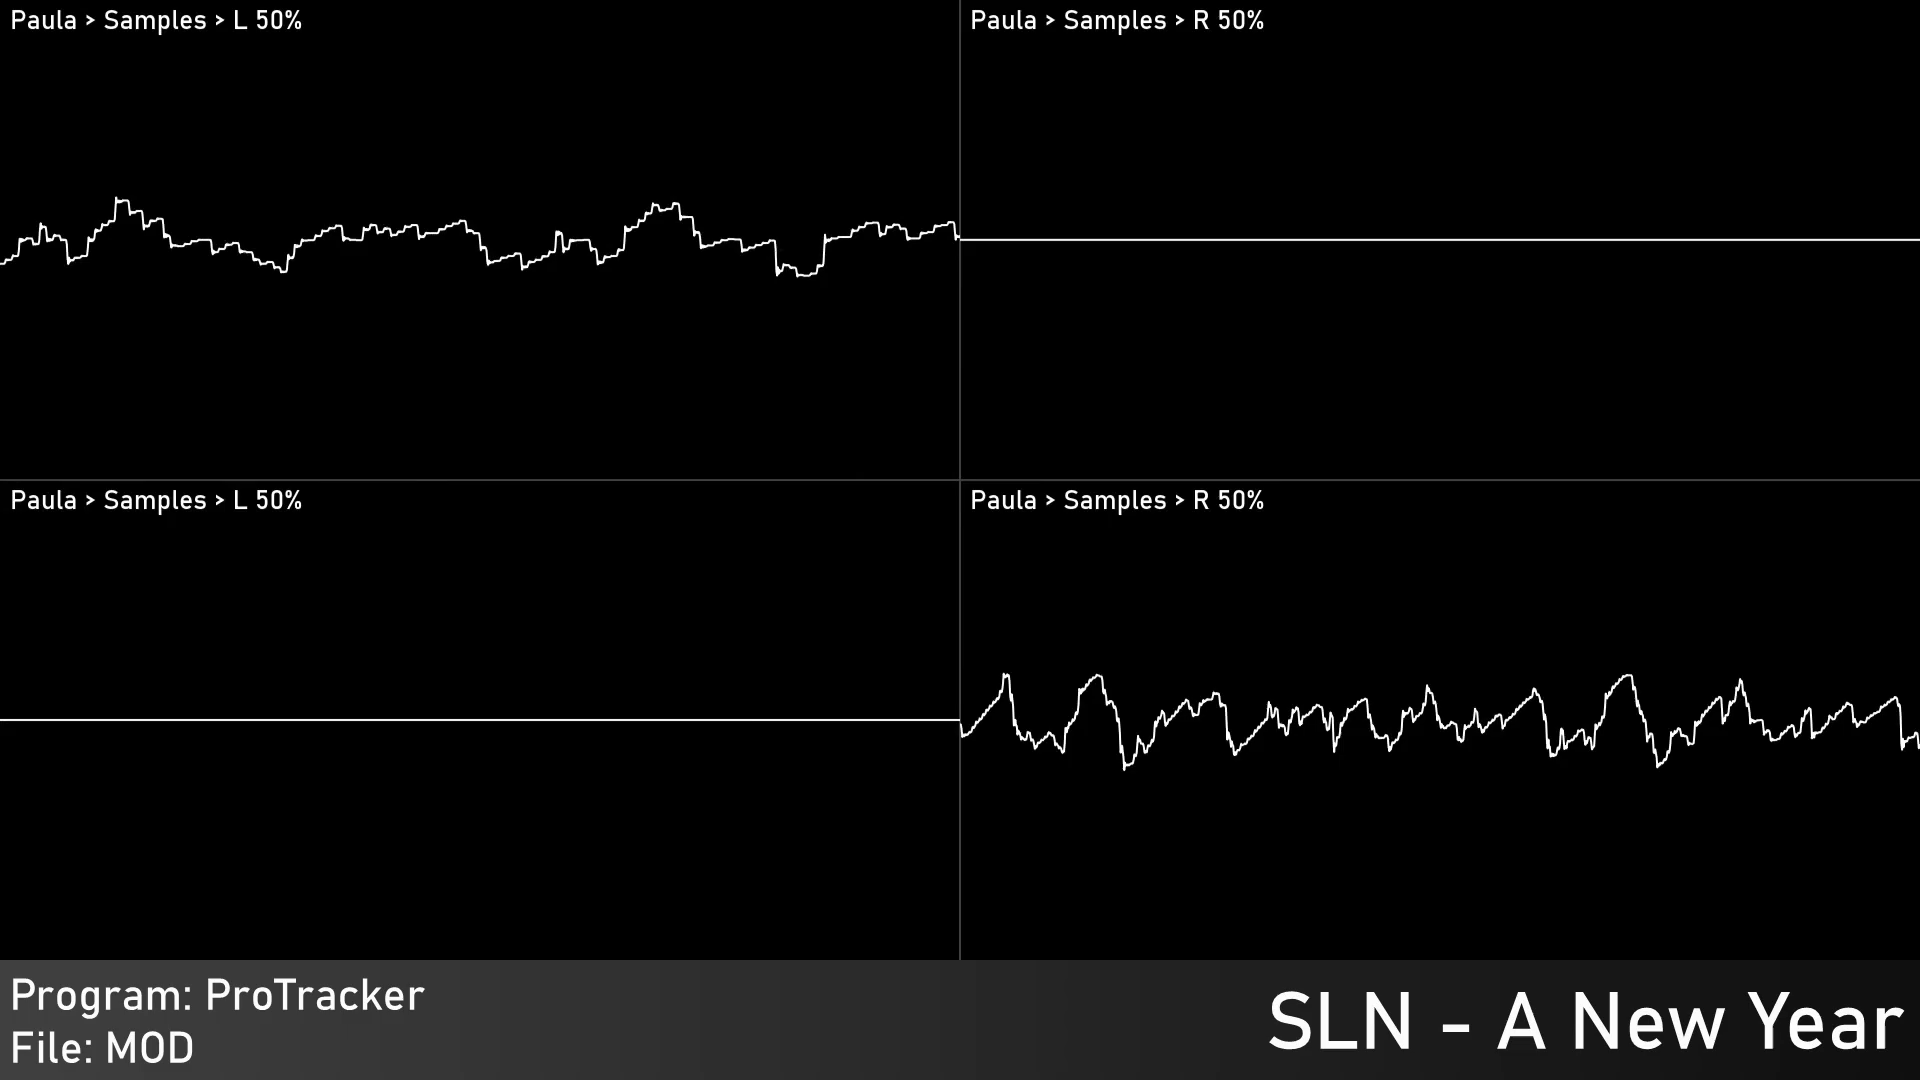 Paula > Samples > L 50%
Paula > Samples > R 50%
Paula > Samples > L 50%
Paula > Samples > R 50%
Program: ProTracker
File: MOD
SLN - A New Year